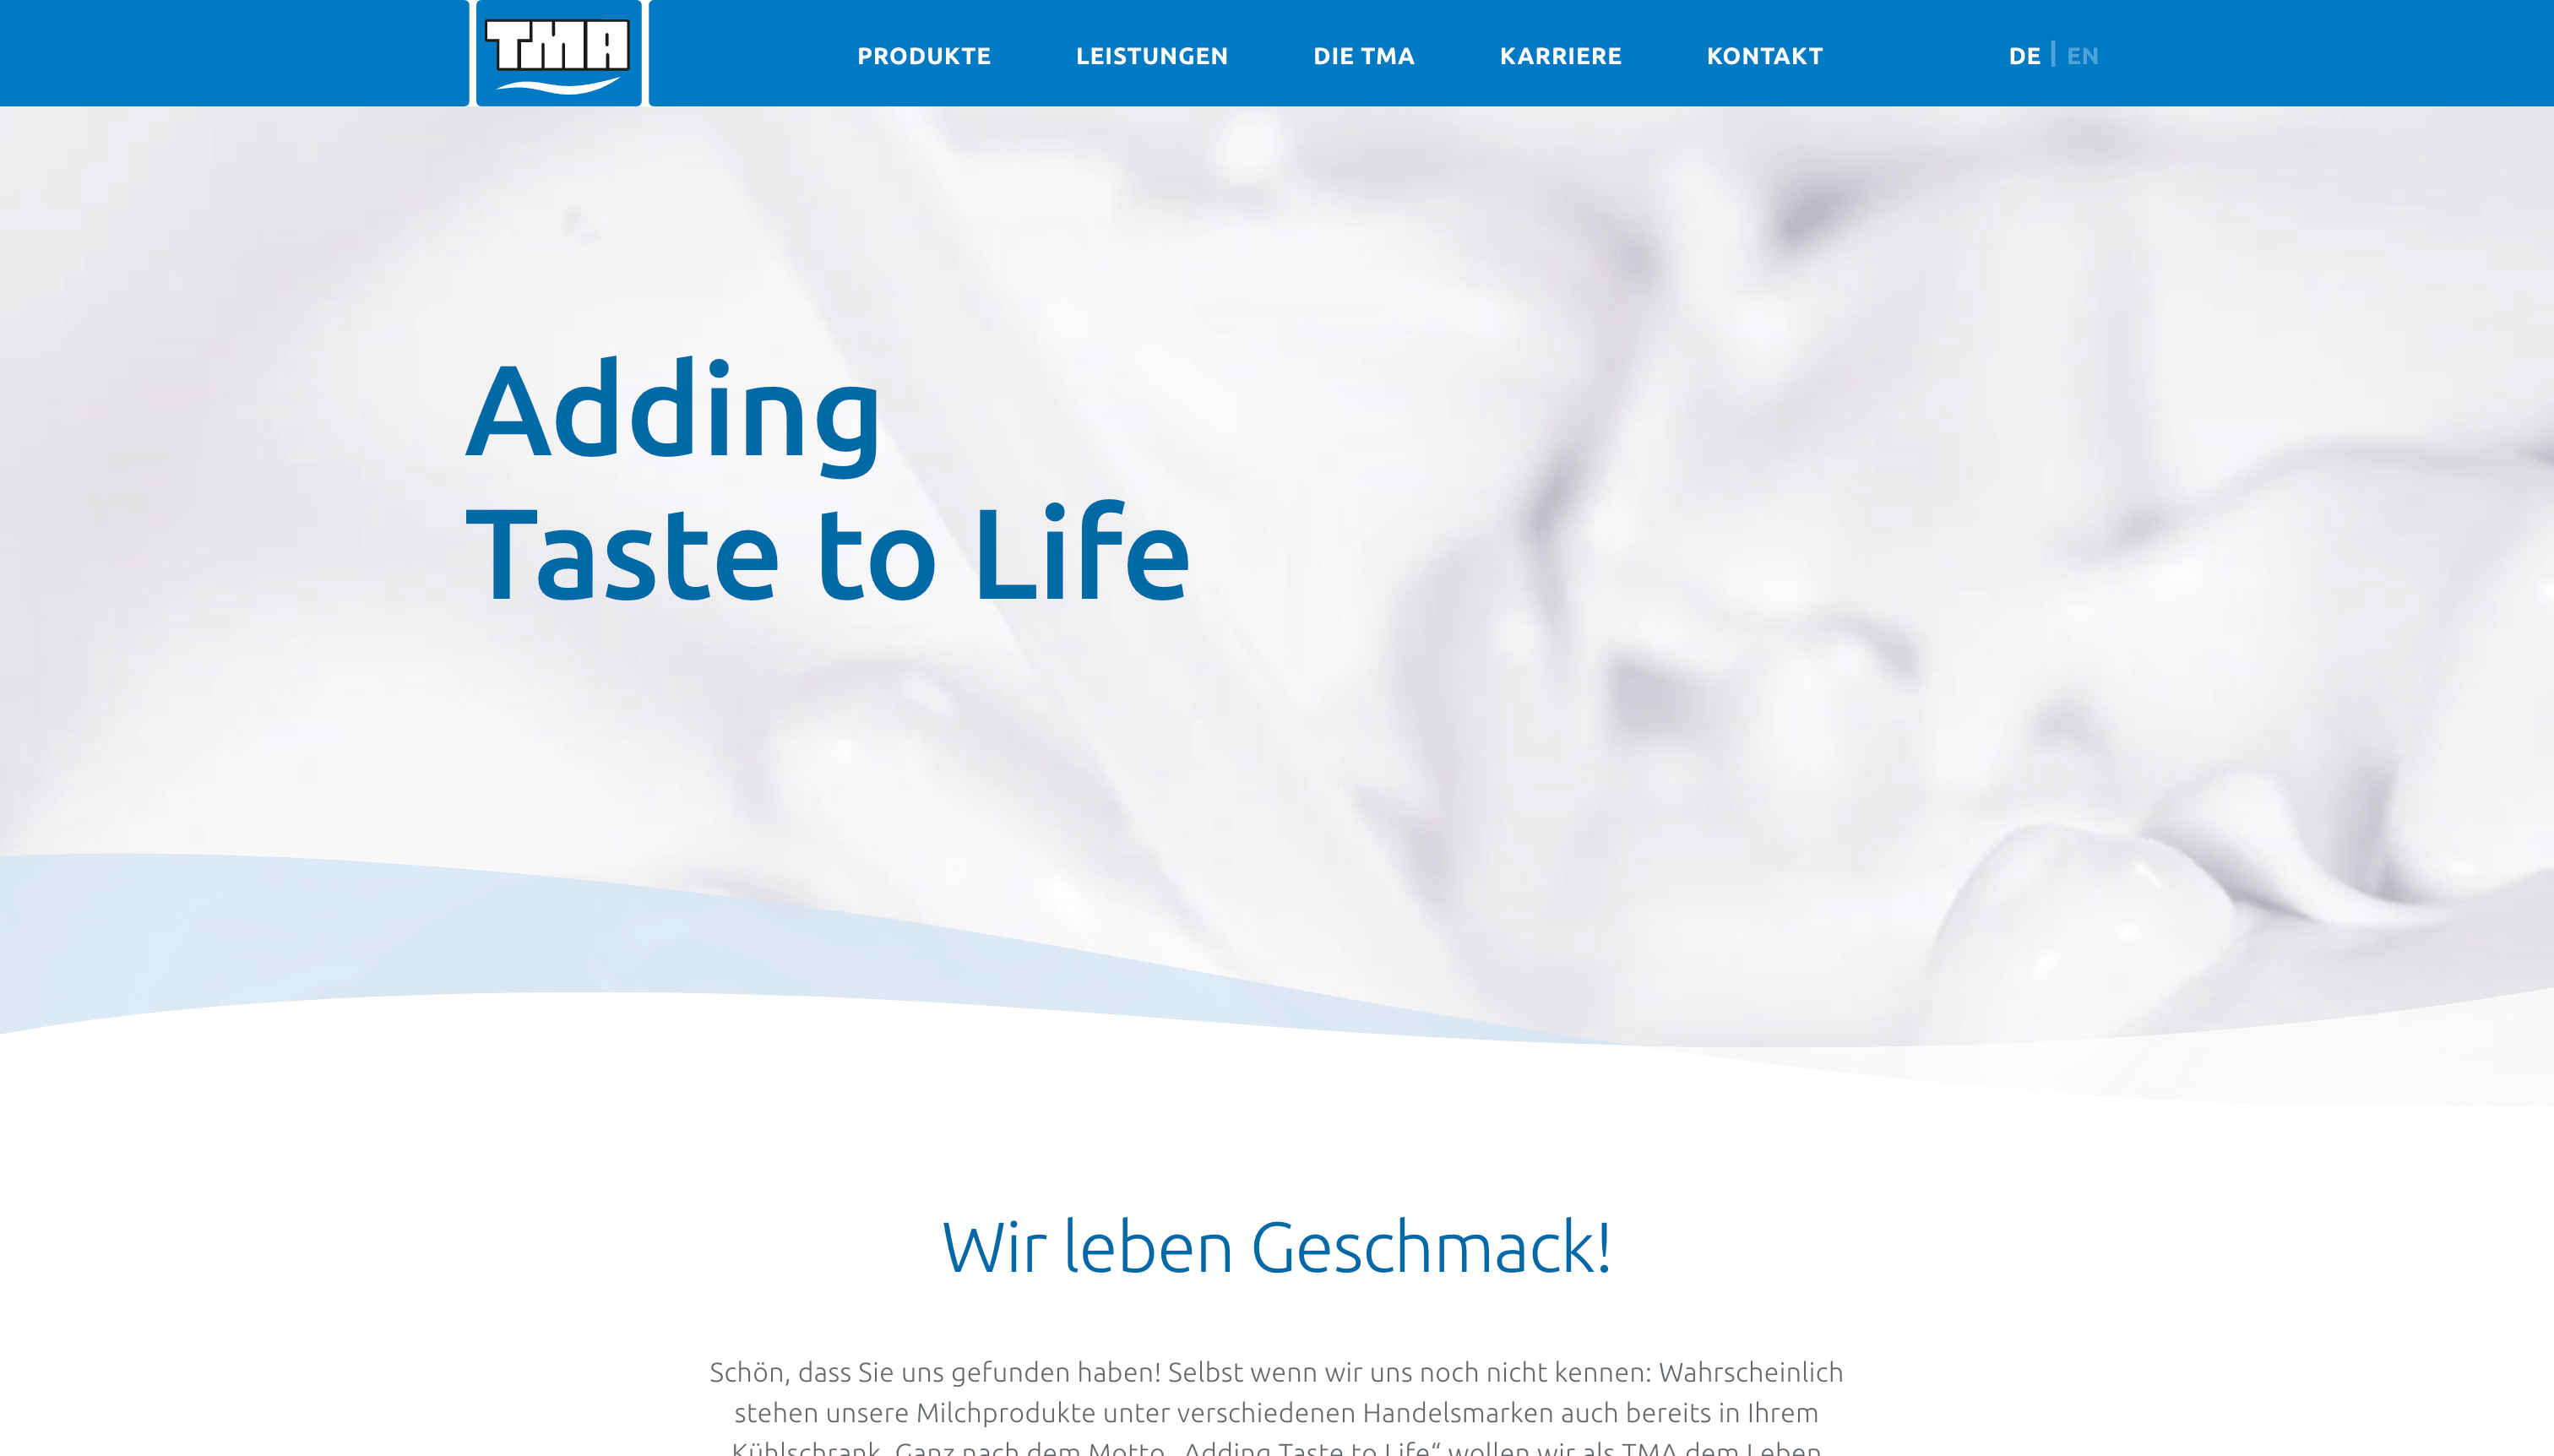 TMA
PRODUKTE LEISTUNGEN DIE TMA KARRIERE KONTAKT DE | EN
Adding
Taste to Life
Wir leben Geschmack!
Schön, dass Sie uns gefunden haben! Selbst wenn wir uns noch nicht kennen: Wahrscheinlich
stehen unsere Milchprodukte unter verschiedenen Handelsmarken auch bereits in Ihrem
Kühlschrank. Ganz nach dem Motto „Adding Taste to Life“ wollen wir als TMA dem Leben